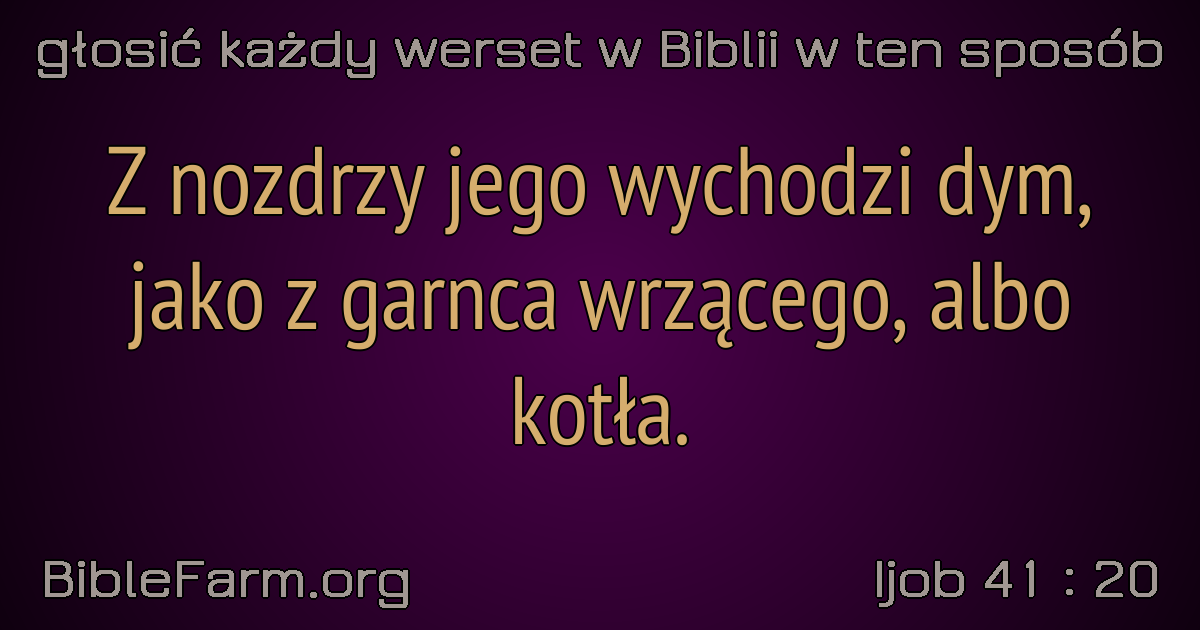 głosić każdy werset w Biblii w ten sposób
Z nozdrzy jego wychodzi dym,
jako z garnca wrzącego, albo
kotła.
BibleFarm.org
Ijob 41 : 20